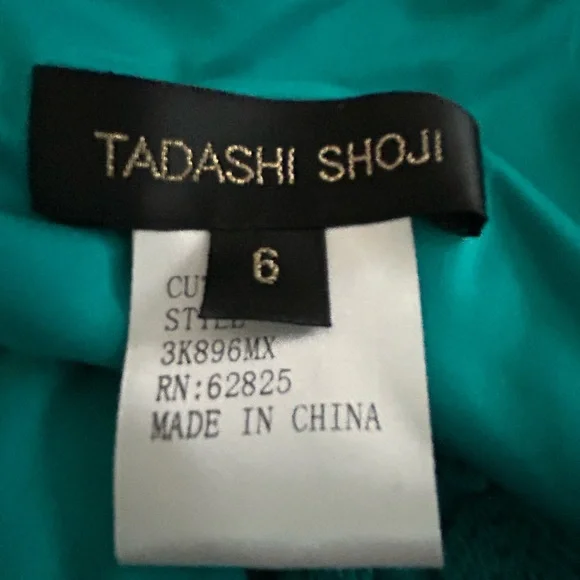 TADASHI SHOJI
6
3K896MX
RN:62825
MADE IN CHINA